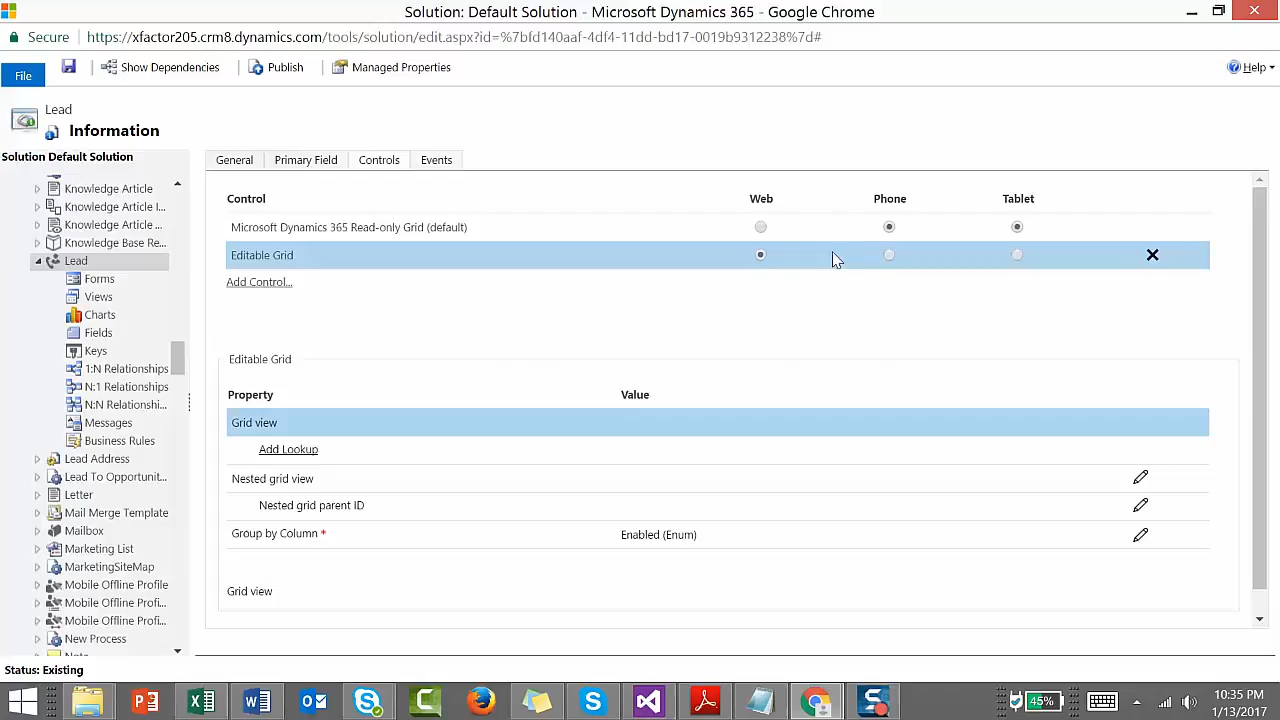 Solution: Default Solution - Microsoft Dynamics 365 - Google Chrome
Secure https://xfactor205.crm8.dynamics.com/tools/solution/edit.aspx?id=%7bfd140aaf-4df4-11dd-bd17-0019b9312238%7d#
File Show Dependencies Publish Managed Properties Help
Lead
Information
Solution Default Solution
Knowledge Article
Knowledge Article I...
Knowledge Article ...
Knowledge Base Re...
Lead
Forms
Views
Charts
Fields
Keys
1:N Relationships
N:1 Relationships
N:N Relationshi...
Messages
Business Rules
Lead Address
Lead To Opportunit...
Letter
Mail Merge Template
Mailbox
Marketing List
MarketingSiteMap
Mobile Offline Profile
Mobile Offline Profi...
Mobile Offline Profi...
New Process
General Primary Field Controls Events
Control Web Phone Tablet
Microsoft Dynamics 365 Read-only Grid (default)
Editable Grid
Add Control...
Editable Grid
Property Value
Grid view
Add Lookup
Nested grid view
Nested grid parent ID
Group by Column * Enabled (Enum)
Grid view
Status: Existing
45%
10:35 PM
1/13/2017